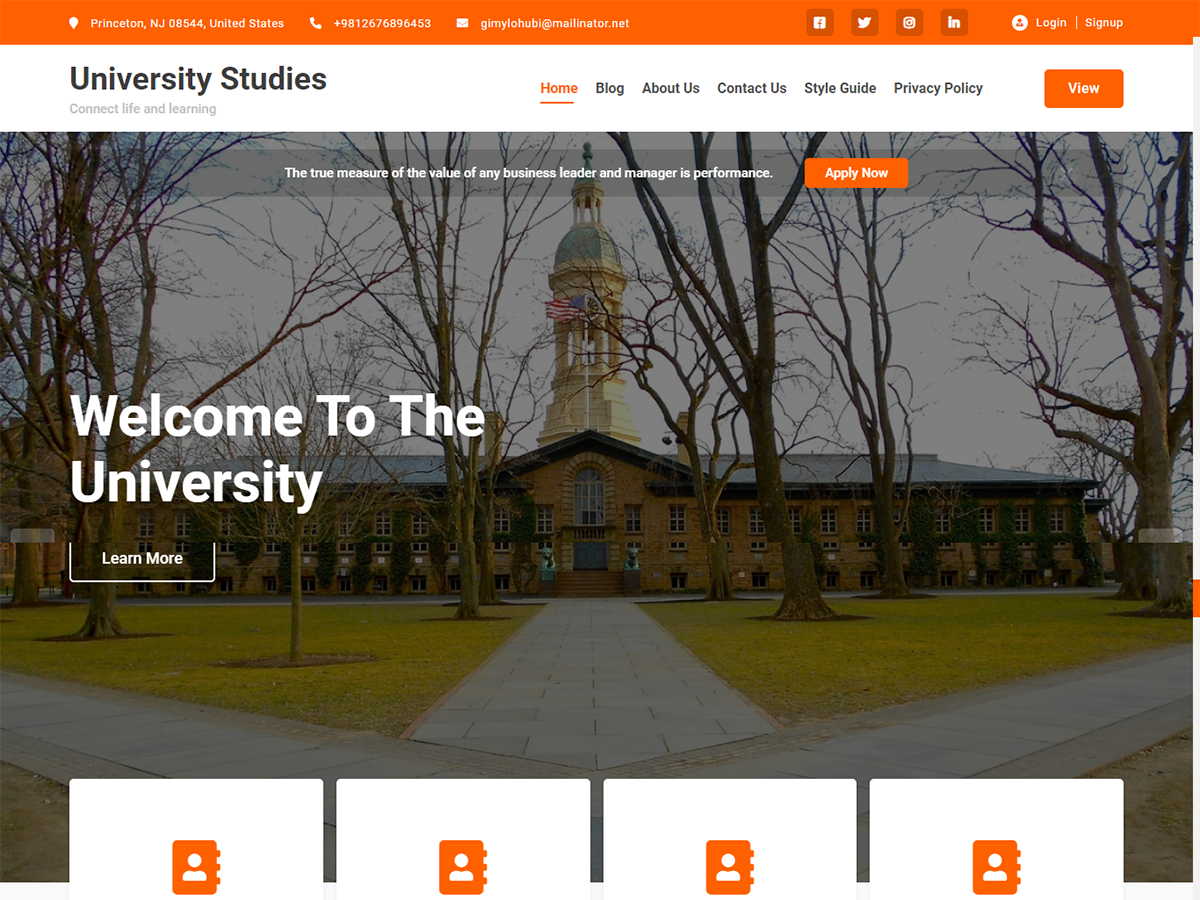 Princeton, NJ 08544, United States
+9812676896453
gimylohubi@mailinator.net
Login | Signup
University Studies
Connect life and learning
Home
Blog
About Us
Contact Us
Style Guide
Privacy Policy
View
The true measure of the value of any business leader and manager is performance.
Apply Now
Welcome To The
University
Learn More